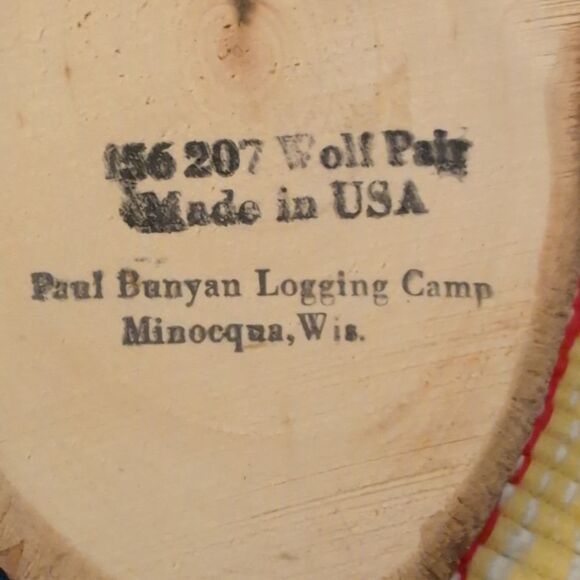 156 207 Wolf Pair
Made in USA
Paul Bunyan Logging Camp
Minocqua, Wis.